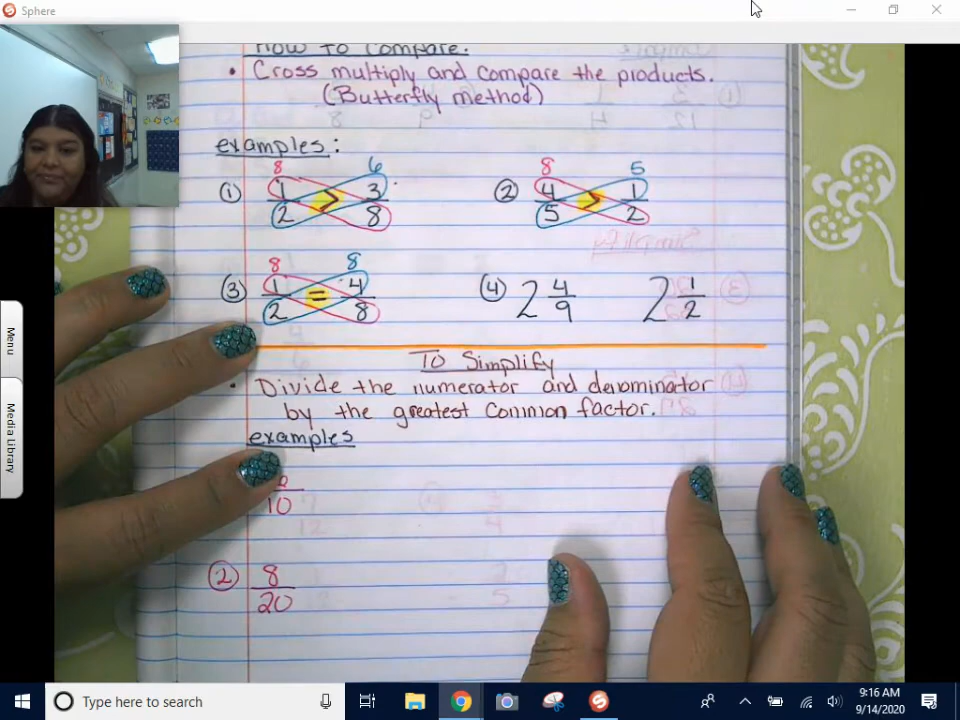 Sphere
How to compare.
• Cross multiply and compare the products.
(Butterfly method)
examples:
8 6
① 1/2 > 3/8
8 5
② 4/5 > 1/2
8 8
③ 1/2 = 4/8
④ 2 4/9 2 1/2
To Simplify
• Divide the numerator and denominator
by the greatest common factor.
examples
10
② 8/20
Menu
Media Library
Type here to search
9:16 AM
9/14/2020